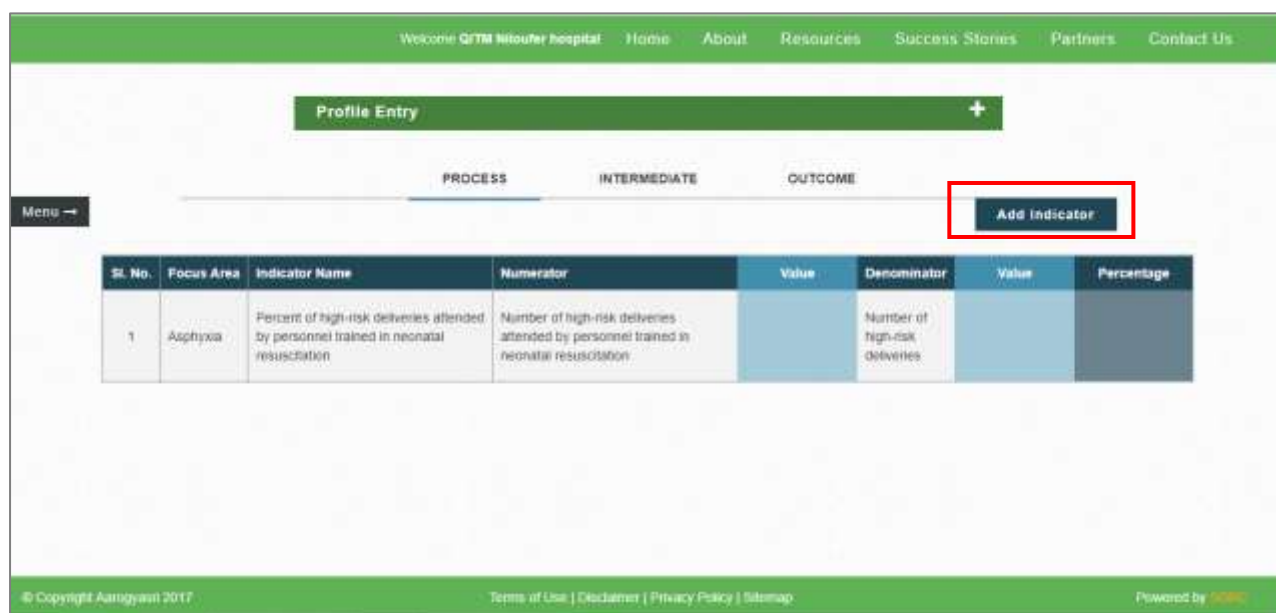 Welcome QITM Niloufer hospital Home About Resources Success Stories Partners Contact Us
Profile Entry +
PROCESS INTERMEDIATE OUTCOME
Menu →
Add Indicator
Sl. No. Focus Area Indicator Name Numerator Value Denominator Value Percentage
1 Asphyxia Percent of high-risk deliveries attended by personnel trained in neonatal resuscitation Number of high-risk deliveries attended by personnel trained in neonatal resuscitation Number of high-risk deliveries
© Copyright Aarogyasri 2017 Terms of Use | Disclaimer | Privacy Policy | Sitemap Powered by